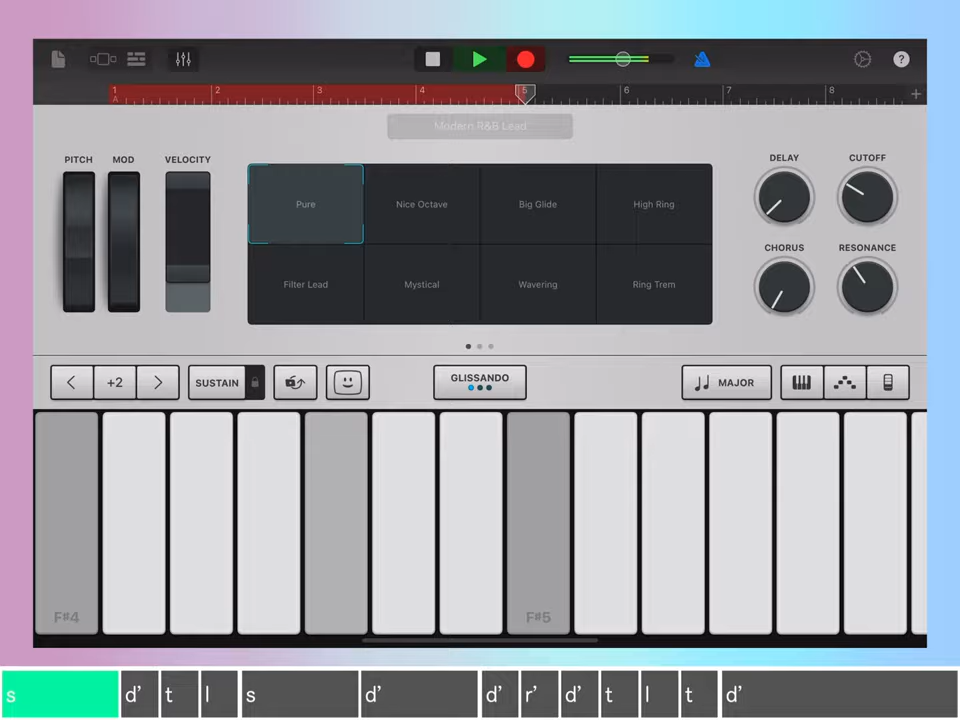 ?
1 2 3 4 5 6 7 8 +
A
Modern R&B Lead
PITCH MOD VELOCITY
DELAY CUTOFF
Pure Nice Octave Big Glide High Ring
CHORUS RESONANCE
Filter Lead Mystical Wavering Ring Trem
+2 SUSTAIN GLISSANDO MAJOR
F#4 F#5
s d' t l s d' d' r' d' t l t d'